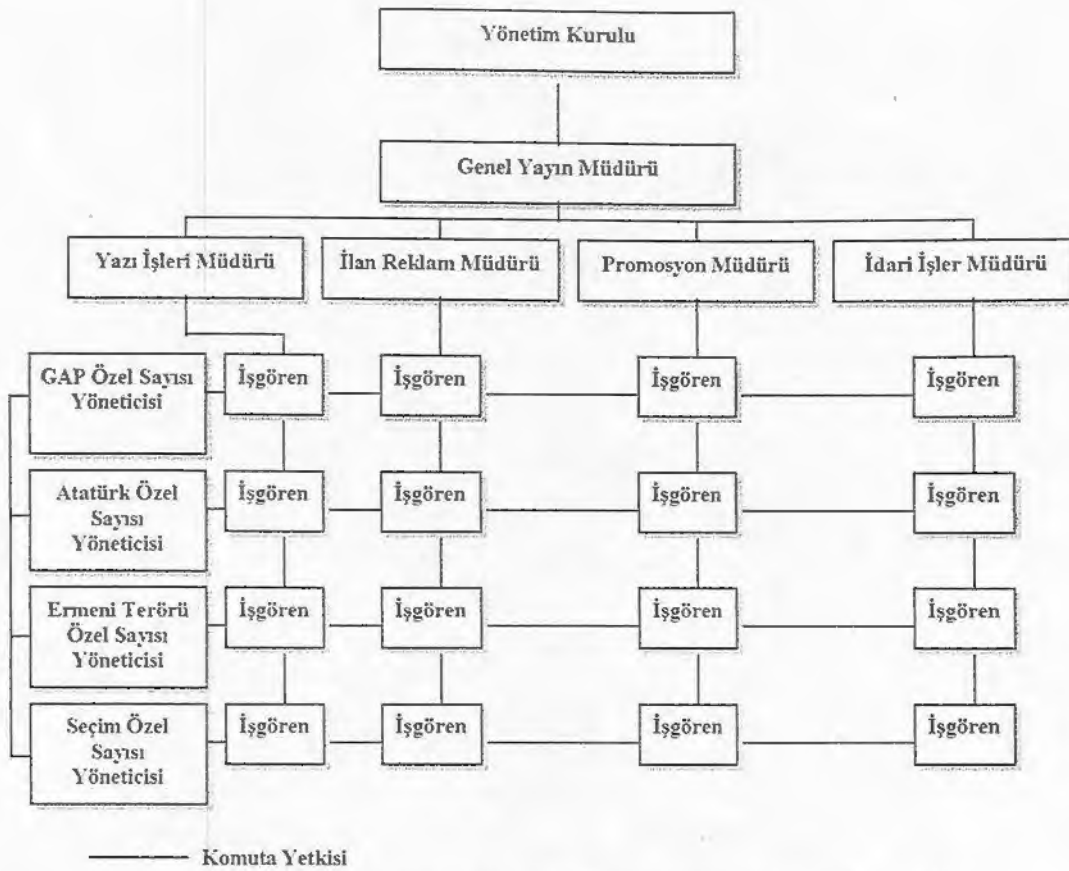 Yönetim Kurulu
Genel Yayın Müdürü
Yazı İşleri Müdürü
İlan Reklam Müdürü
Promosyon Müdürü
İdari İşler Müdürü
GAP Özel Sayısı
Yöneticisi
İşgören
İşgören
İşgören
İşgören
Atatürk Özel
Sayısı
Yöneticisi
İşgören
İşgören
İşgören
İşgören
Ermeni Terörü
Özel Sayısı
Yöneticisi
İşgören
İşgören
İşgören
İşgören
Seçim Özel
Sayısı
Yöneticisi
İşgören
İşgören
İşgören
İşgören
Komuta Yetkisi